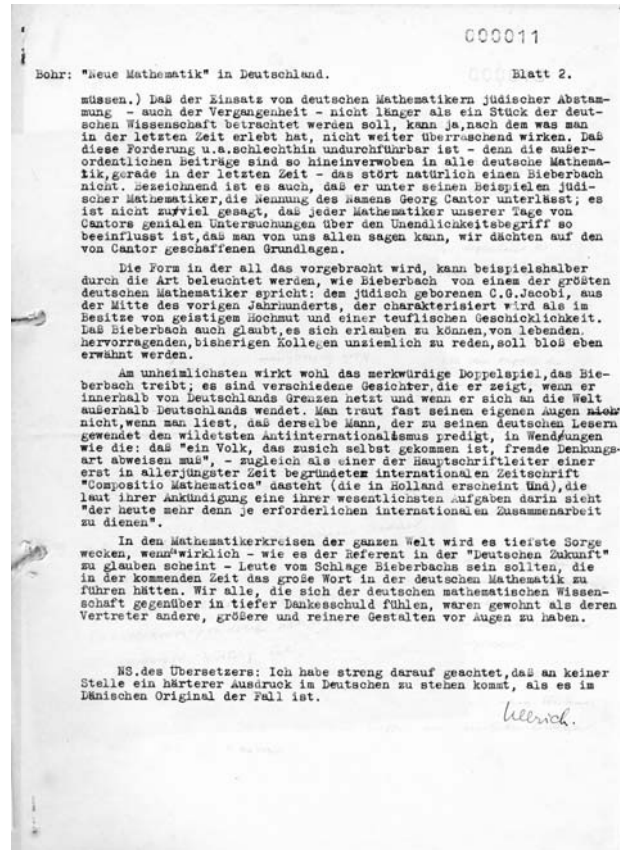 000011
Bohr: "Neue Mathematik" in Deutschland. Blatt 2.
müssen.) Daß der Einsatz von deutschen Mathematikern jüdischer Abstam-
mung - auch der Vergangenheit - nicht länger als ein Stück der deut-
schen Wissenschaft betrachtet werden soll, kann ja,nach dem was man
in der letzten Zeit erlebt hat, nicht weiter überraschend wirken. Daß
diese Forderung u.a.schlechthin undurchführbar ist - denn die außer-
ordentlichen Beiträge sind so hineinverwoben in alle deutsche Mathema-
tik,gerade in der letzten Zeit - das stört natürlich einen Bieberbach
nicht. Bezeichnend ist es auch, daß er unter seinen Beispielen jüdi-
scher Mathematiker,die Nennung des Namens Georg Cantor unterlässt; es
ist nicht zu viel gesagt, daß jeder Mathematiker unserer Tage von
Cantors genialen Untersuchungen über den Unendlichkeitsbegriff so
beeinflusst ist,daß man von uns allen sagen kann, wir dächten auf den
von Cantor geschaffenen Grundlagen.
Die Form in der all das vorgebracht wird, kann beispielshalber
durch die Art beleuchtet werden, wie Bieberbach von einem der größten
deutschen Mathematiker spricht: dem jüdisch geborenen C.G.Jacobi, aus
der Mitte des vorigen Jahrhunderts, der charakterisiert wird als im
Besitze von geistigem Hochmut und einer teuflischen Geschicklichkeit.
Daß Bieberbach auch glaubt,es sich erlauben zu können,von lebenden,
hervorragenden,bisherigen Kollegen unziemlich zu reden,soll bloß eben
erwähnt werden.
Am unheimlichsten wirkt wohl das merkwürdige Doppelspiel,das Bie-
berbach treibt; es sind verschiedene Gesichter,die er zeigt, wenn er
innerhalb von Deutschlands Grenzen hetzt und wenn er sich an die Welt
außerhalb Deutschlands wendet. Man traut fast seinen eigenen Augen nich
nicht,wenn man liest, daß derselbe Mann, der zu seinen deutschen Lesern
gewendet den wildetsten Antiinternationalismus predigt, in Wendungen
wie die: daß "ein Volk, das zusich selbst gekommen ist, fremde Denkungs-
art abweisen muß", - zugleich als einer der Hauptschriftleiter einer
erst in allerjüngster Zeit begründeten internationalen Zeitschrift
"Compositio Mathematica" dasteht (die in Holland erscheint und),die
laut ihrer Ankündigung eine ihrer wesentlichsten Aufgaben darin sieht
"der heute mehr denn je erforderlichen internationalen Zusammenarbeit
zu dienen".
In den Mathematikerkreisen der ganzen Welt wird es tiefste Sorge
wecken, wenn wirklich - wie es der Referent in der "Deutschen Zukunft"
zu glauben scheint - Leute vom Schlage Bieberbachs sein sollten, die
in der kommenden Zeit das große Wort in der deutschen Mathematik zu
führen hätten. Wir alle, die sich der deutschen mathematischen Wissen-
schaft gegenüber in tiefer Dankesschuld fühlen, waren gewohnt als deren
Vertreter andere, größere und reinere Gestalten vor Augen zu haben.
NS.des Übersetzers: Ich habe streng darauf geachtet,daß an keiner
Stelle ein härterer Ausdruck im Deutschen zu stehen kommt, als es im
Dänischen Original der Fall ist.
Ullrich.